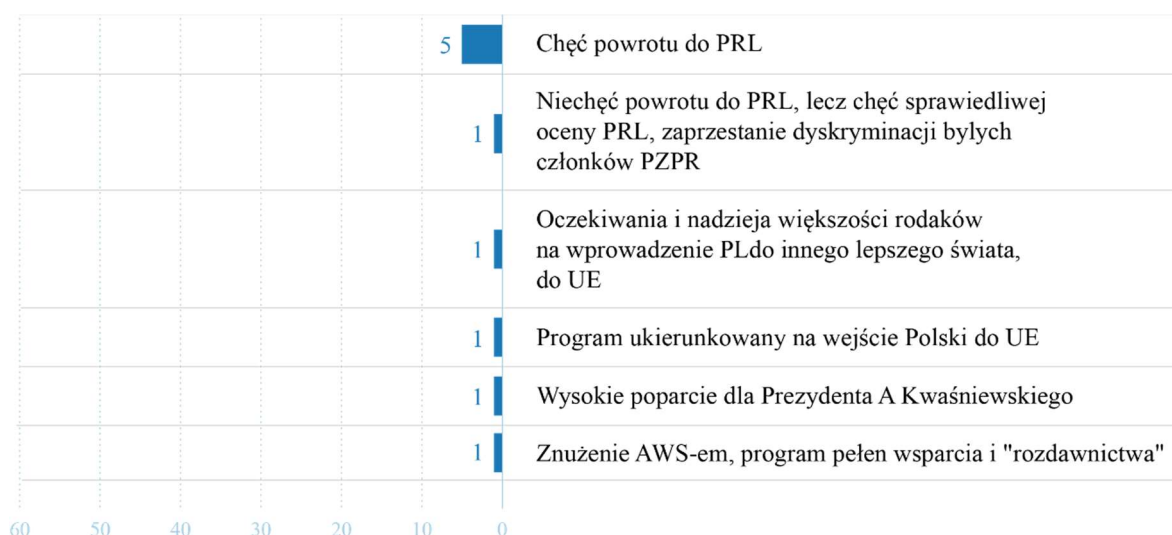 5 Chęć powrotu do PRL
Niechęć powrotu do PRL, lecz chęć sprawiedliwej
1 oceny PRL, zaprzestanie dyskryminacji bylych
członków PZPR
Oczekiwania i nadzieja większości rodaków
1 na wprowadzenie PLdo innego lepszego świata,
do UE
1 Program ukierunkowany na wejście Polski do UE
1 Wysokie poparcie dla Prezydenta A Kwaśniewskiego
1 Znużenie AWS-em, program pełen wsparcia i "rozdawnictwa"
60 50 40 30 20 10 0